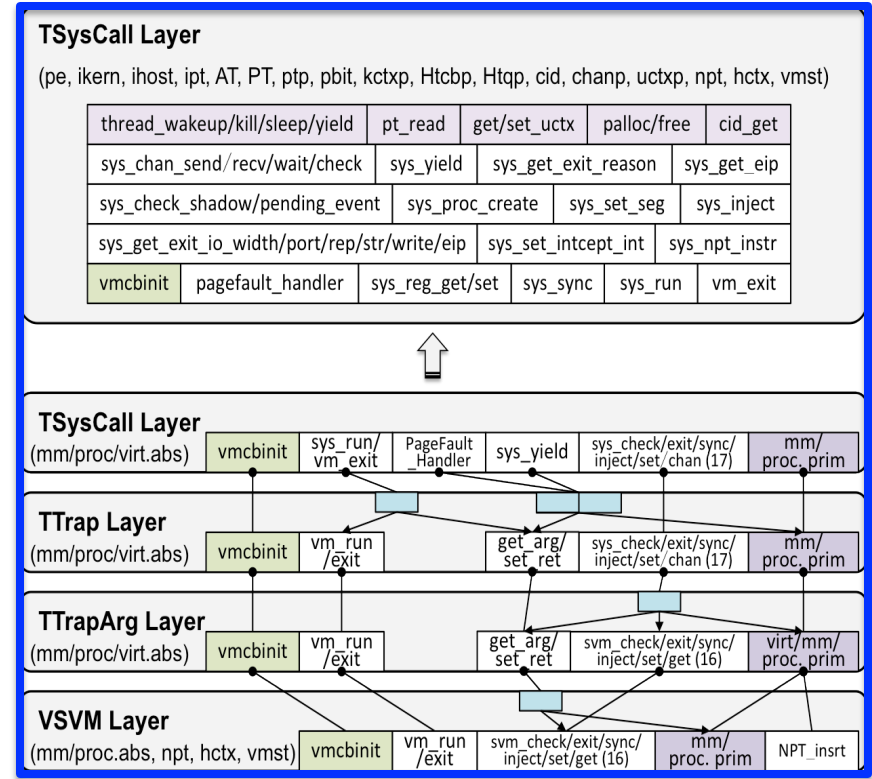 TSysCall Layer
(pe, ikern, ihost, ipt, AT, PT, ptp, pbit, kctxp, Htcbp, Htqp, cid, chanp, uctxp, npt, hctx, vmst)
thread_wakeup/kill/sleep/yield pt_read get/set_uctx palloc/free cid_get
sys_chan_send/recv/wait/check sys_yield sys_get_exit_reason sys_get_eip
sys_check_shadow/pending_event sys_proc_create sys_set_seg sys_inject
sys_get_exit_io_width/port/rep/str/write/eip sys_set_intcept_int sys_npt_instr
vmcbinit pagefault_handler sys_reg_get/set sys_sync sys_run vm_exit
TSysCall Layer
(mm/proc/virt.abs)
vmcbinit
sys_run/
vm_exit
PageFault
_Handler
sys_yield
sys_check/exit/sync/
inject/set/chan (17)
mm/
proc. prim
TTrap Layer
(mm/proc/virt.abs)
vmcbinit
vm_run
/exit
get_arg/
set_ret
sys_check/exit/sync/
inject/set/chan (17)
mm/
proc. prim
TTrapArg Layer
(mm/proc/virt.abs)
vmcbinit
vm_run
/exit
get_arg/
set_ret
svm_check/exit/sync/
inject/set/get (16)
virt/mm/
proc. prim
VSVM Layer
(mm/proc.abs, npt, hctx, vmst)
vmcbinit
vm_run
/exit
svm_check/exit/sync/
inject/set/get (16)
mm/
proc. prim
NPT_insrt